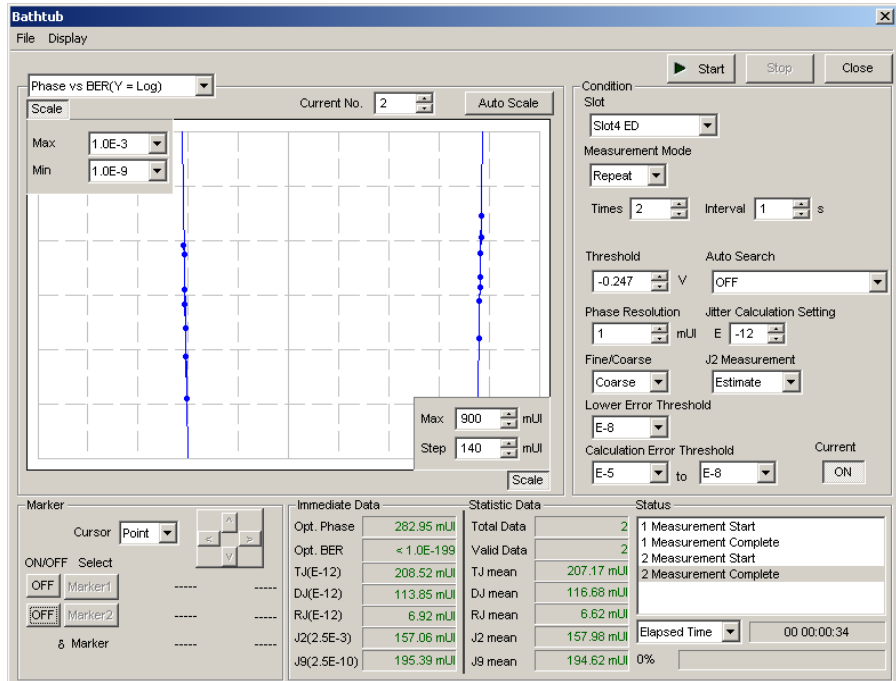 Bathtub
File Display
Start Stop Close
Phase vs BER(Y = Log)
Current No. 2 Auto Scale
Scale
Max 1.0E-3
Min 1.0E-9
Max 900 mUI
Step 140 mUI
Scale
Condition
Slot
Slot4 ED
Measurement Mode
Repeat
Times 2 Interval 1 s
Threshold Auto Search
-0.247 V OFF
Phase Resolution Jitter Calculation Setting
1 mUI E -12
Fine/Coarse J2 Measurement
Coarse Estimate
Lower Error Threshold
E-8
Calculation Error Threshold Current
E-5 to E-8 ON
Marker
Cursor Point
ON/OFF Select
OFF Marker1 ----- -----
OFF Marker2 ----- -----
δ Marker ----- -----
Immediate Data
Opt. Phase 282.95 mUI
Opt. BER < 1.0E-199
TJ(E-12) 208.52 mUI
DJ(E-12) 113.85 mUI
RJ(E-12) 6.92 mUI
J2(2.5E-3) 157.06 mUI
J9(2.5E-10) 195.39 mUI
Statistic Data
Total Data 2
Valid Data 2
TJ mean 207.17 mUI
DJ mean 116.68 mUI
RJ mean 6.62 mUI
J2 mean 157.98 mUI
J9 mean 194.62 mUI
Status
1 Measurement Start
1 Measurement Complete
2 Measurement Start
2 Measurement Complete
Elapsed Time 00 00:00:34
0%